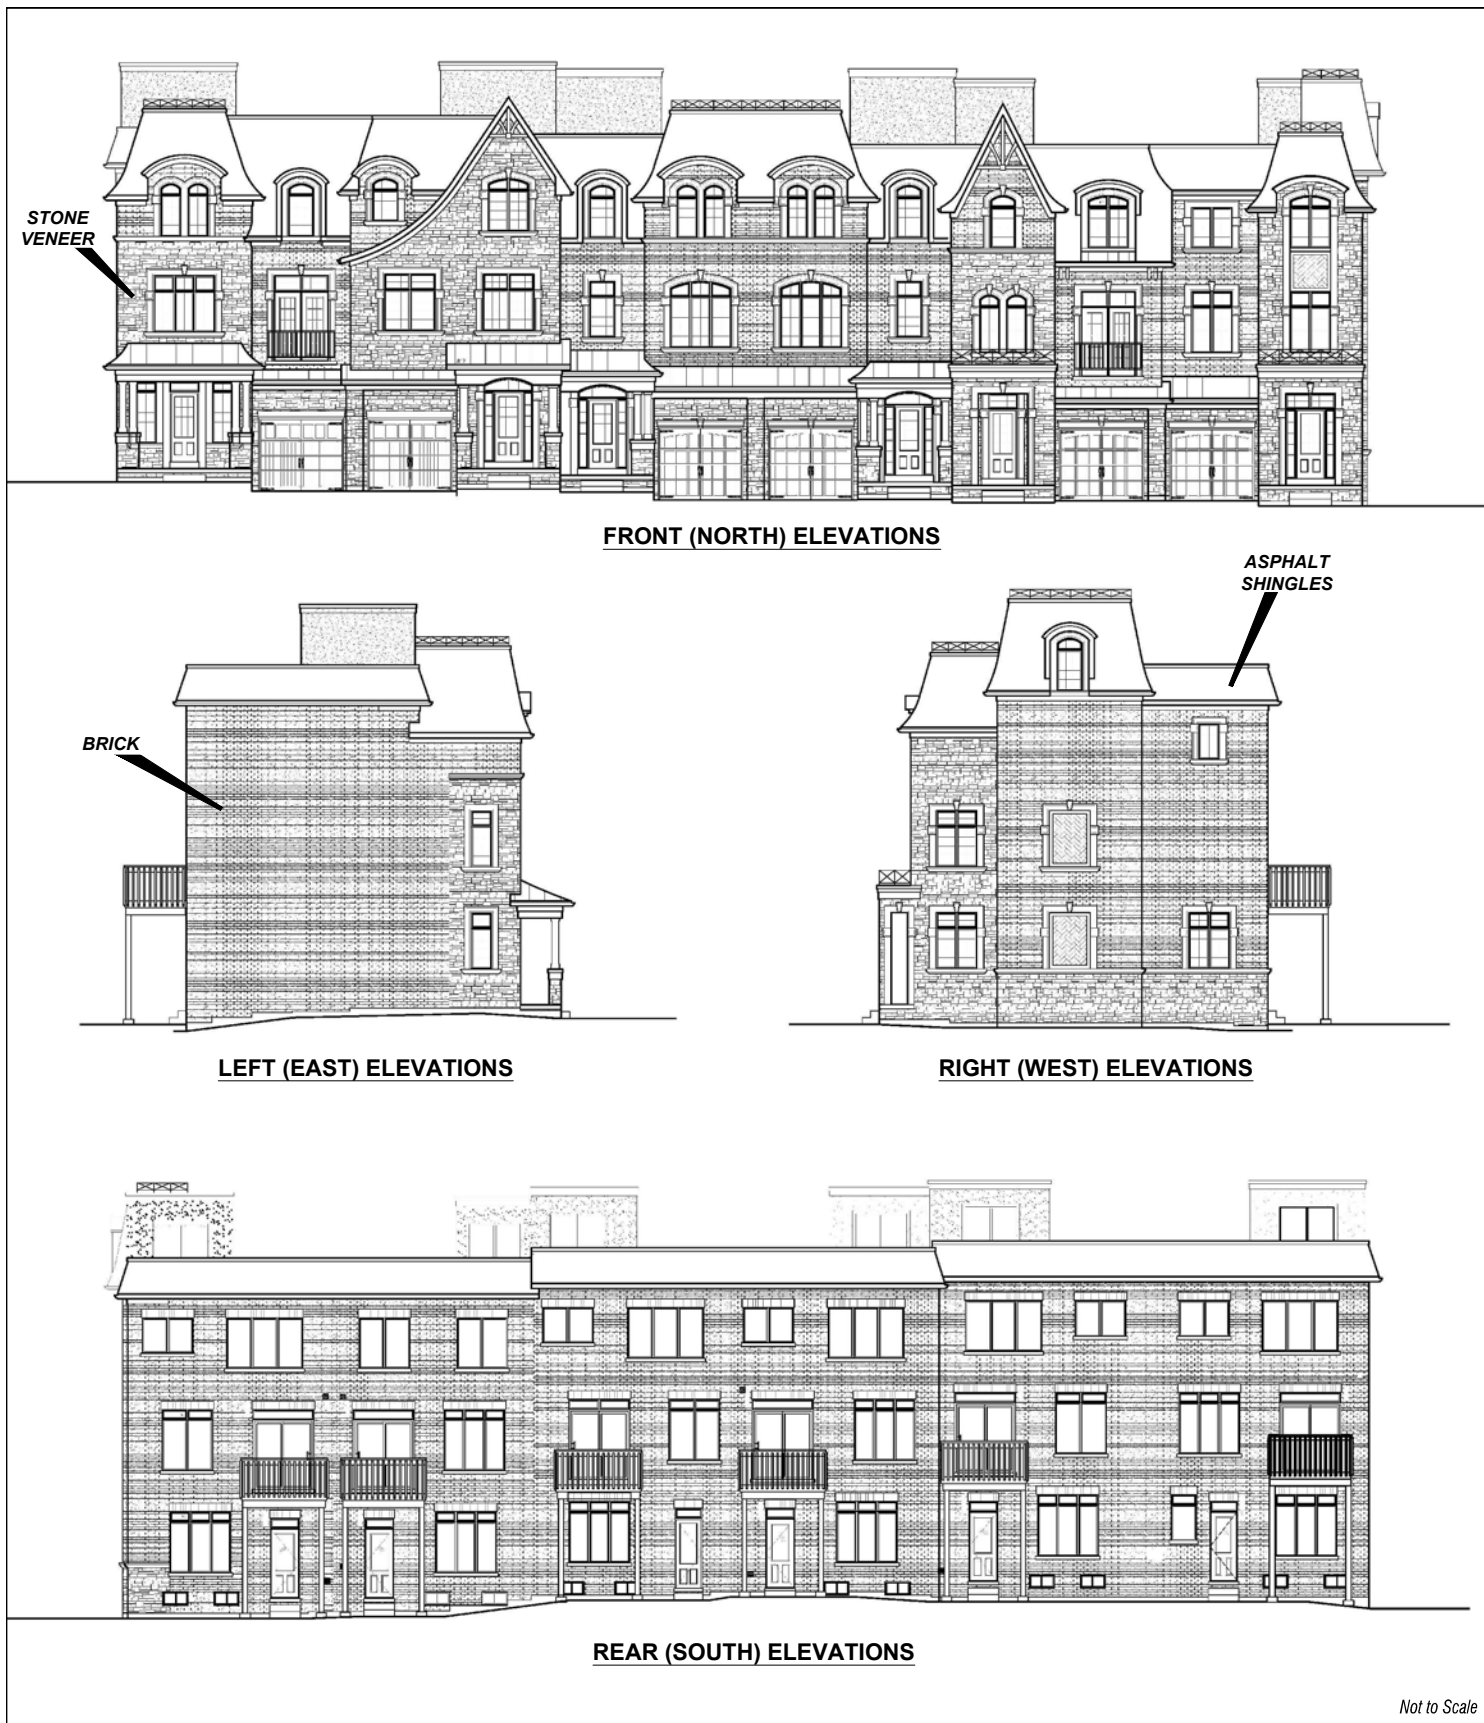 STONE
VENEER
FRONT (NORTH) ELEVATIONS
ASPHALT
SHINGLES
BRICK
LEFT (EAST) ELEVATIONS
RIGHT (WEST) ELEVATIONS
REAR (SOUTH) ELEVATIONS
Not to Scale